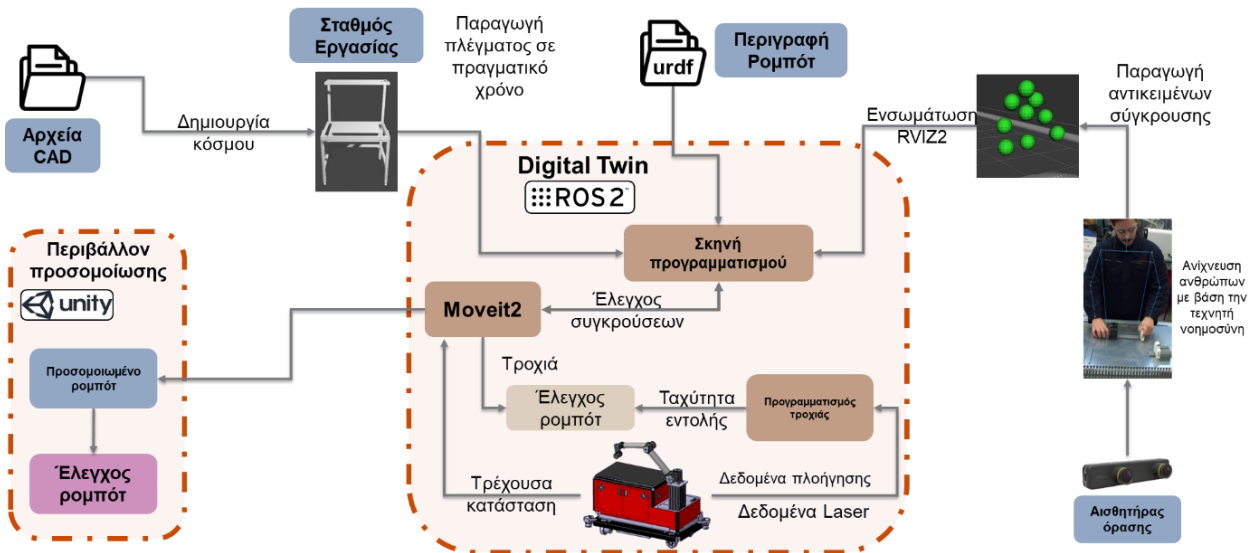 Σταθμός
Εργασίας
Παραγωγή
πλέγματος σε
πραγματικό
χρόνο
urdf
Περιγραφή
Ρομπότ
Αρχεία
CAD
Δημιουργία
κόσμου
Ενσωμάτωση
RVIZ2
Παραγωγή
αντικειμένων
σύγκρουσης
Digital Twin
ROS 2™
Σκηνή
προγραμματισμού
Περιβάλλον
προσομοίωσης
unity
Moveit2
Έλεγχος
συγκρούσεων
Ανίχνευση
ανθρώπων
με βάση την
τεχνητή
νοημοσύνη
Προσομοιωμένο
ρομπότ
Τροχιά
Έλεγχος
ρομπότ
Ταχύτητα
εντολής
Προγραμματισμός
τροχιάς
Έλεγχος
ρομπότ
Τρέχουσα
κατάσταση
Δεδομένα πλοήγησης
Δεδομένα Laser
Αισθητήρας
όρασης